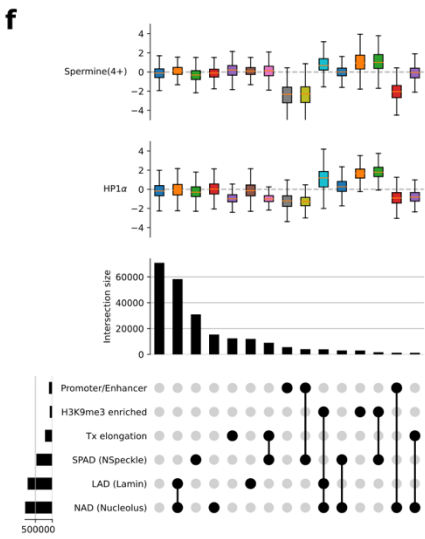 f
4
2
Spermine(4+)
0
−2
−4
4
2
HP1α
0
−2
−4
Intersection size
60000
40000
20000
0
Promoter/Enhancer
H3K9me3 enriched
Tx elongation
SPAD (NSpeckle)
LAD (Lamin)
NAD (Nucleolus)
500000